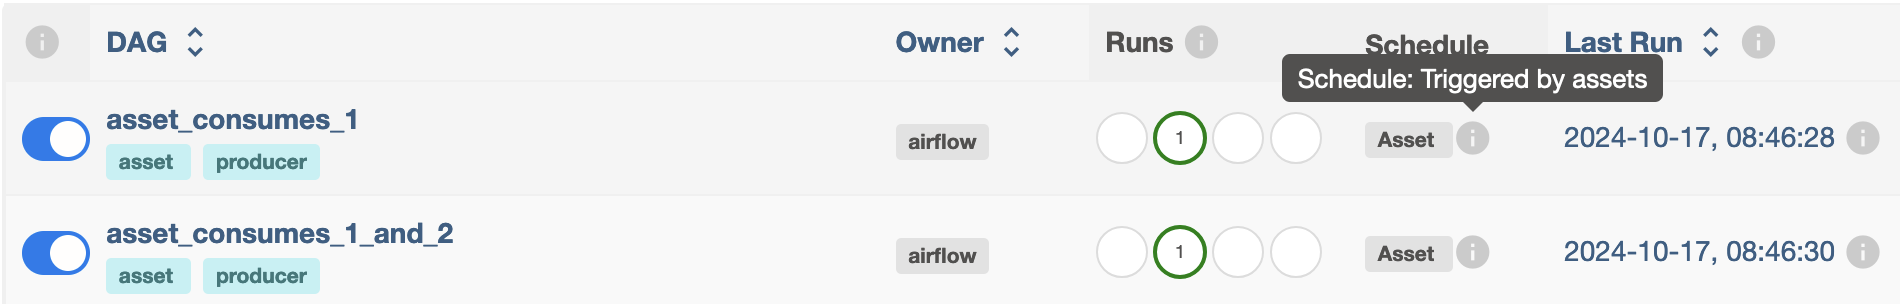 DAG Owner Runs Schedule Last Run
Schedule: Triggered by assets
asset_consumes_1
asset producer airflow 1 Asset 2024-10-17, 08:46:28
asset_consumes_1_and_2
asset producer airflow 1 Asset 2024-10-17, 08:46:30